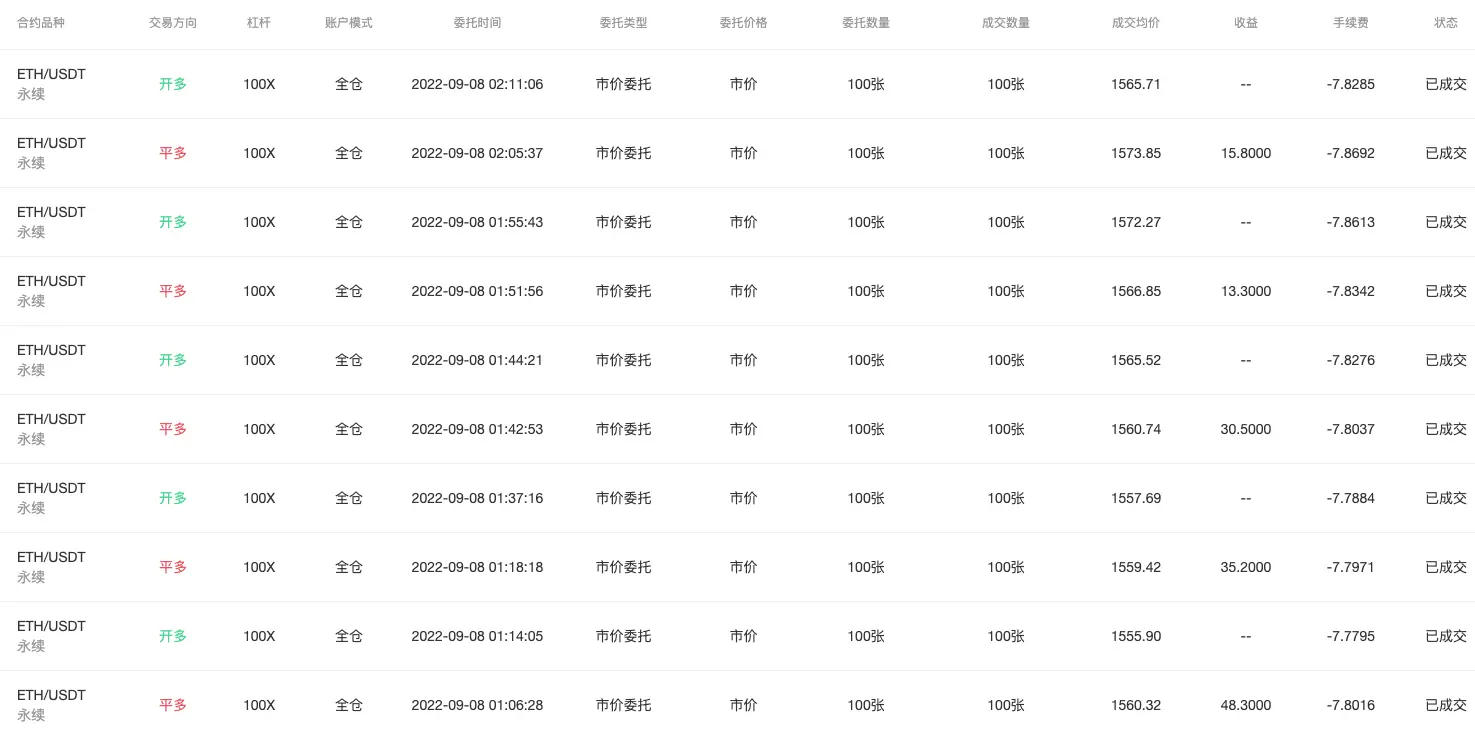 合约品种 交易方向 杠杆 账户模式 委托时间 委托类型 委托价格 委托数量 成交数量 成交均价 收益 手续费 状态
ETH/USDT 永续 开多 100X 全仓 2022-09-08 02:11:06 市价委托 市价 100张 100张 1565.71 -- -7.8285 已成交
ETH/USDT 永续 平多 100X 全仓 2022-09-08 02:05:37 市价委托 市价 100张 100张 1573.85 15.8000 -7.8692 已成交
ETH/USDT 永续 开多 100X 全仓 2022-09-08 01:55:43 市价委托 市价 100张 100张 1572.27 -- -7.8613 已成交
ETH/USDT 永续 平多 100X 全仓 2022-09-08 01:51:56 市价委托 市价 100张 100张 1566.85 13.3000 -7.8342 已成交
ETH/USDT 永续 开多 100X 全仓 2022-09-08 01:44:21 市价委托 市价 100张 100张 1565.52 -- -7.8276 已成交
ETH/USDT 永续 平多 100X 全仓 2022-09-08 01:42:53 市价委托 市价 100张 100张 1560.74 30.5000 -7.8037 已成交
ETH/USDT 永续 开多 100X 全仓 2022-09-08 01:37:16 市价委托 市价 100张 100张 1557.69 -- -7.7884 已成交
ETH/USDT 永续 平多 100X 全仓 2022-09-08 01:18:18 市价委托 市价 100张 100张 1559.42 35.2000 -7.7971 已成交
ETH/USDT 永续 开多 100X 全仓 2022-09-08 01:14:05 市价委托 市价 100张 100张 1555.90 -- -7.7795 已成交
ETH/USDT 永续 平多 100X 全仓 2022-09-08 01:06:28 市价委托 市价 100张 100张 1560.32 48.3000 -7.8016 已成交